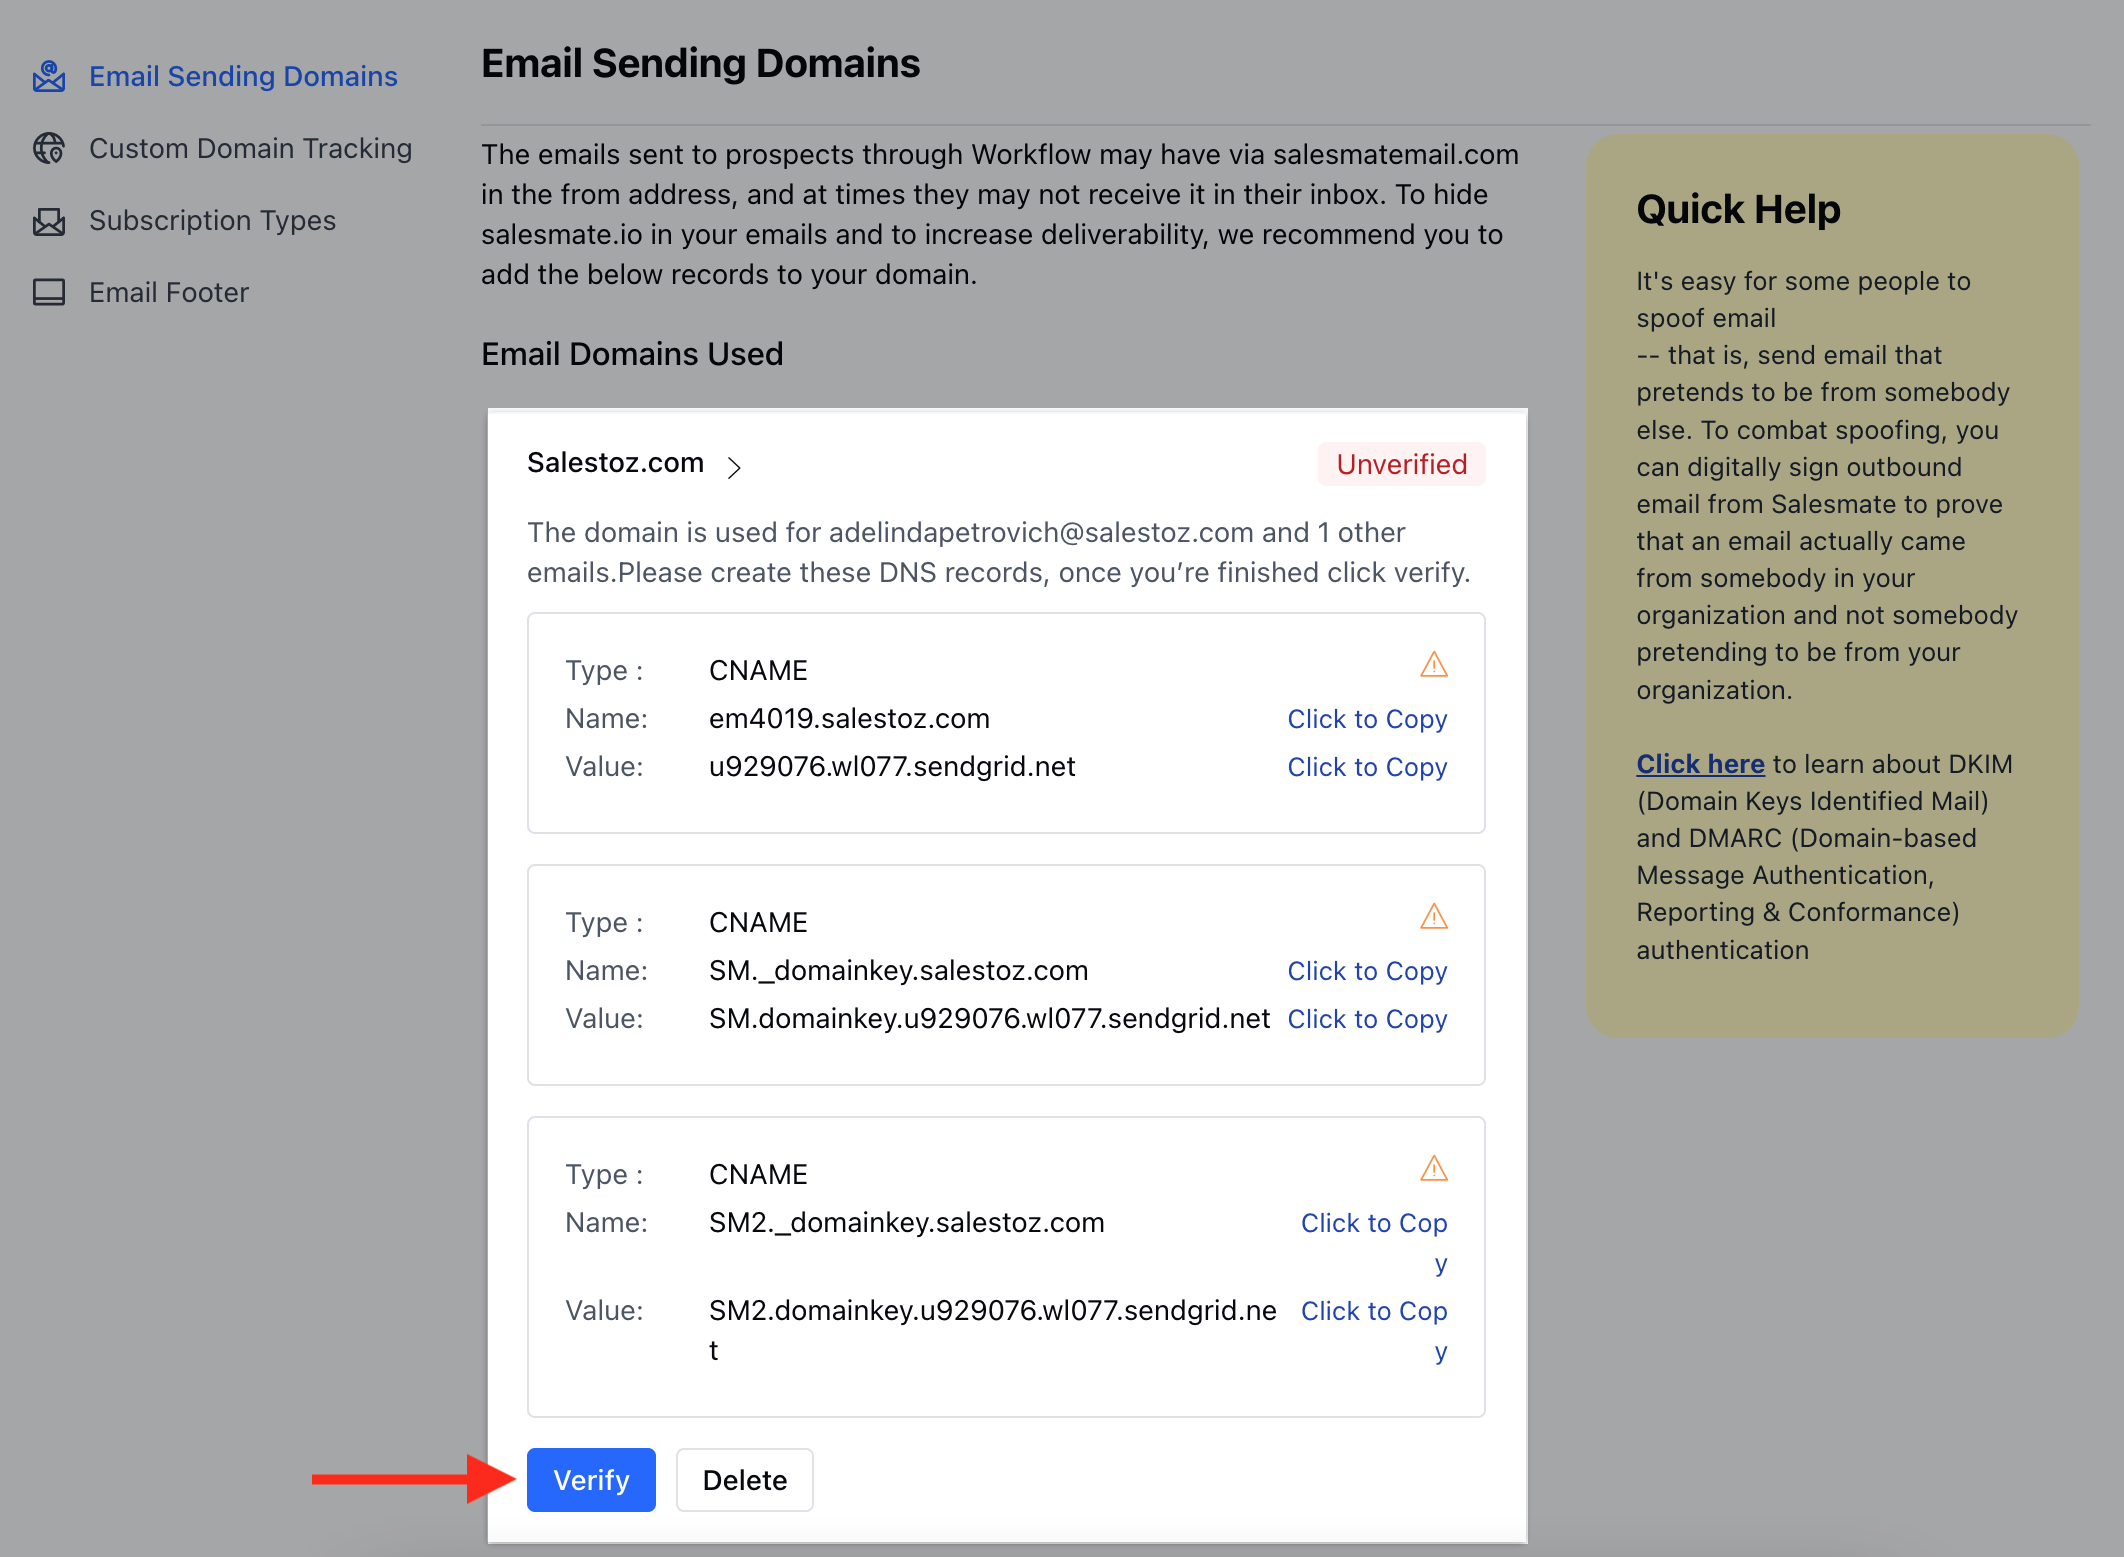 Email Sending Domains
Custom Domain Tracking
Subscription Types
Email Footer
Email Sending Domains
The emails sent to prospects through Workflow may have via salesmatemail.com
in the from address, and at times they may not receive it in their inbox. To hide
salesmate.io in your emails and to increase deliverability, we recommend you to
add the below records to your domain.
Email Domains Used
Salestoz.com
Unverified
The domain is used for adelindapetrovich@salestoz.com and 1 other
emails.Please create these DNS records, once you’re finished click verify.
Type : CNAME
Name: em4019.salestoz.com Click to Copy
Value: u929076.wl077.sendgrid.net Click to Copy
Type : CNAME
Name: SM._domainkey.salestoz.com Click to Copy
Value: SM.domainkey.u929076.wl077.sendgrid.net Click to Copy
Type : CNAME
Name: SM2._domainkey.salestoz.com Click to Cop
y
Value: SM2.domainkey.u929076.wl077.sendgrid.ne Click to Cop
t y
Verify Delete
Quick Help
It's easy for some people to
spoof email
-- that is, send email that
pretends to be from somebody
else. To combat spoofing, you
can digitally sign outbound
email from Salesmate to prove
that an email actually came
from somebody in your
organization and not somebody
pretending to be from your
organization.
Click here to learn about DKIM
(Domain Keys Identified Mail)
and DMARC (Domain-based
Message Authentication,
Reporting & Conformance)
authentication